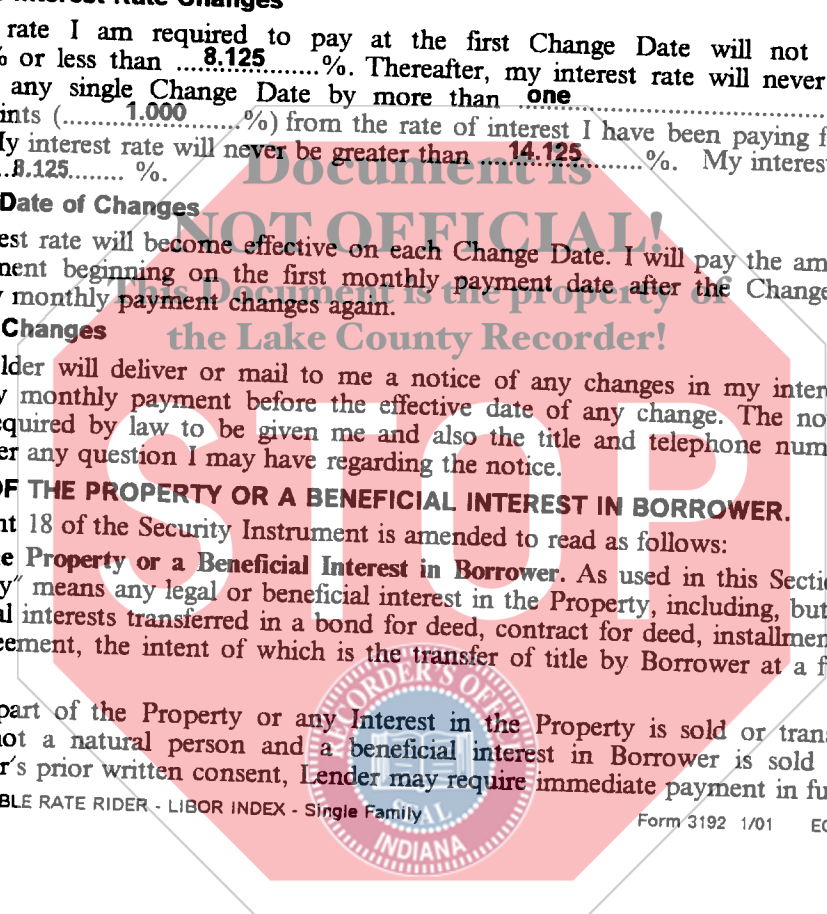 Interest Rate Changes
rate I am required to pay at the first Change Date will not
% or less than ....8.125........%. Thereafter, my interest rate will never
any single Change Date by more than one
ints (..........1.000........%) from the rate of interest I have been paying f
My interest rate will never be greater than ....14.125.........%. My interes
...8.125........ %.
Document is
Date of Changes
NOT OFFICIAL!
est rate will become effective on each Change Date. I will pay the am
ment beginning on the first monthly payment date after the Change
This Document is the property of
monthly payment changes again.
Changes
the Lake County Recorder!
lder will deliver or mail to me a notice of any changes in my inter
y monthly payment before the effective date of any change. The no
equired by law to be given me and also the title and telephone num
er any question I may have regarding the notice.
STOP
OF THE PROPERTY OR A BENEFICIAL INTEREST IN BORROWER.
nt 18 of the Security Instrument is amended to read as follows:
e Property or a Beneficial Interest in Borrower. As used in this Secti
y" means any legal or beneficial interest in the Property, including, but
al interests transferred in a bond for deed, contract for deed, installmen
eement, the intent of which is the transfer of title by Borrower at a f
RECORDER'S OF
part of the Property or any Interest in the Property is sold or trans
not a natural person and a beneficial interest in Borrower is sold
r's prior written consent, Lender may require immediate payment in fu
BLE RATE RIDER - LIBOR INDEX - Single Family
SEAL
Form 3192 1/01 EC
INDIANA